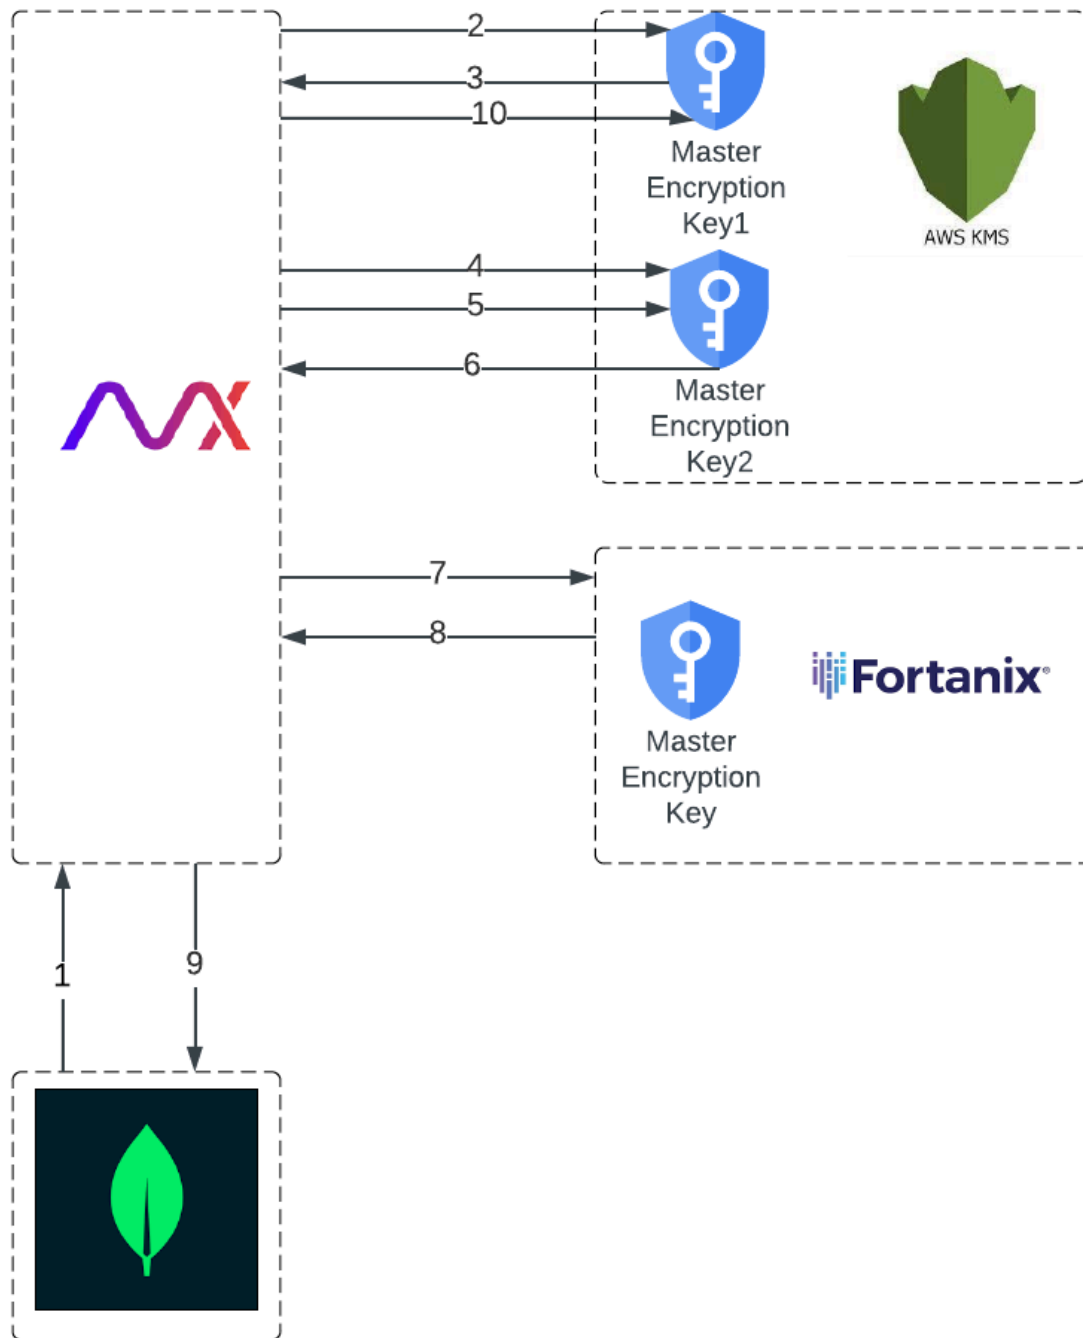 2
3
10
Master
Encryption
Key1
AWS KMS
4
5
6
Master
Encryption
Key2
7
8
Master
Encryption
Key
Fortanix®
1
9